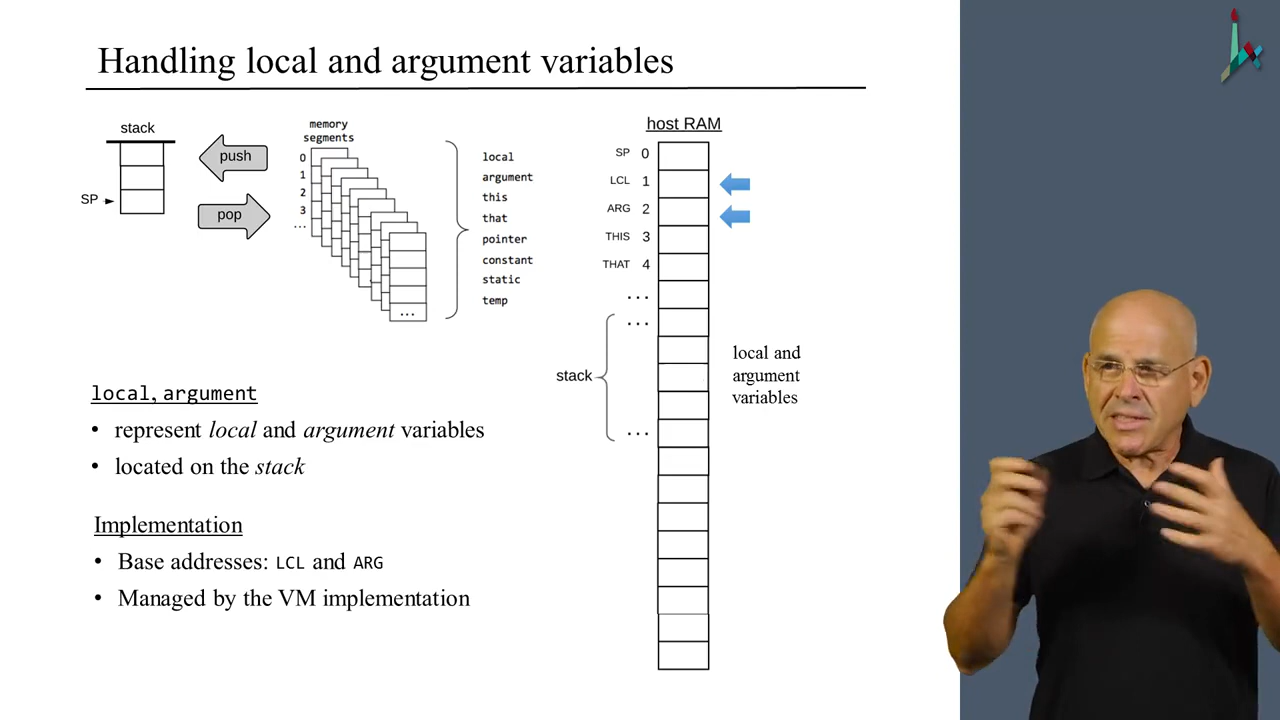 Handling local and argument variables
stack
SP
push
pop
memory
segments
0
1
2
3
...
...
local
argument
this
that
pointer
constant
static
temp
host RAM
SP 0
LCL 1
ARG 2
THIS 3
THAT 4
...
...
stack
...
local and
argument
variables
local, argument
• represent local and argument variables
• located on the stack
Implementation
• Base addresses: LCL and ARG
• Managed by the VM implementation